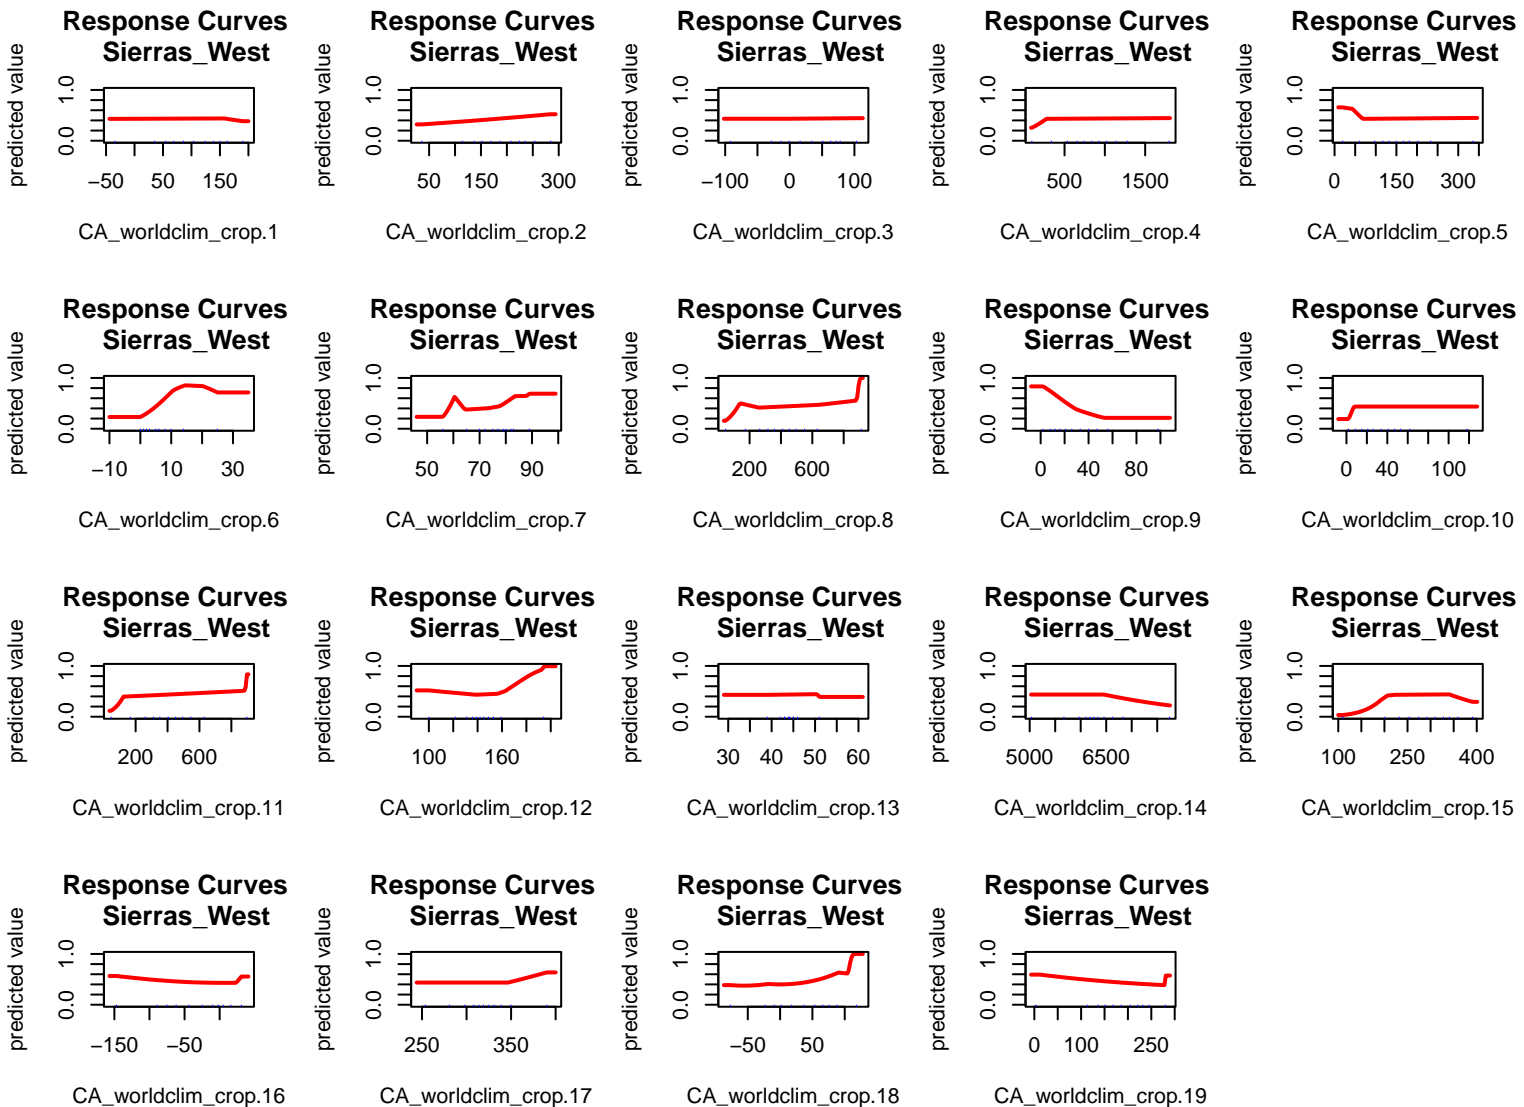 Response Curves
Sierras_West
predicted value
0.0 1.0
−50 50 150
CA_worldclim_crop.1
Response Curves
Sierras_West
predicted value
0.0 1.0
50 150 300
CA_worldclim_crop.2
Response Curves
Sierras_West
predicted value
0.0 1.0
−100 0 100
CA_worldclim_crop.3
Response Curves
Sierras_West
predicted value
0.0 1.0
500 1500
CA_worldclim_crop.4
Response Curves
Sierras_West
predicted value
0.0 1.0
0 150 300
CA_worldclim_crop.5
Response Curves
Sierras_West
predicted value
0.0 1.0
−10 10 30
CA_worldclim_crop.6
Response Curves
Sierras_West
predicted value
0.0 1.0
50 70 90
CA_worldclim_crop.7
Response Curves
Sierras_West
predicted value
0.0 1.0
200 600
CA_worldclim_crop.8
Response Curves
Sierras_West
predicted value
0.0 1.0
0 40 80
CA_worldclim_crop.9
Response Curves
Sierras_West
predicted value
0.0 1.0
0 40 100
CA_worldclim_crop.10
Response Curves
Sierras_West
predicted value
0.0 1.0
200 600
CA_worldclim_crop.11
Response Curves
Sierras_West
predicted value
0.0 1.0
100 160
CA_worldclim_crop.12
Response Curves
Sierras_West
predicted value
0.0 1.0
30 40 50 60
CA_worldclim_crop.13
Response Curves
Sierras_West
predicted value
0.0 1.0
5000 6500
CA_worldclim_crop.14
Response Curves
Sierras_West
predicted value
0.0 1.0
100 250 400
CA_worldclim_crop.15
Response Curves
Sierras_West
predicted value
0.0 1.0
−150 −50
CA_worldclim_crop.16
Response Curves
Sierras_West
predicted value
0.0 1.0
250 350
CA_worldclim_crop.17
Response Curves
Sierras_West
predicted value
0.0 1.0
−50 50
CA_worldclim_crop.18
Response Curves
Sierras_West
predicted value
0.0 1.0
0 100 250
CA_worldclim_crop.19